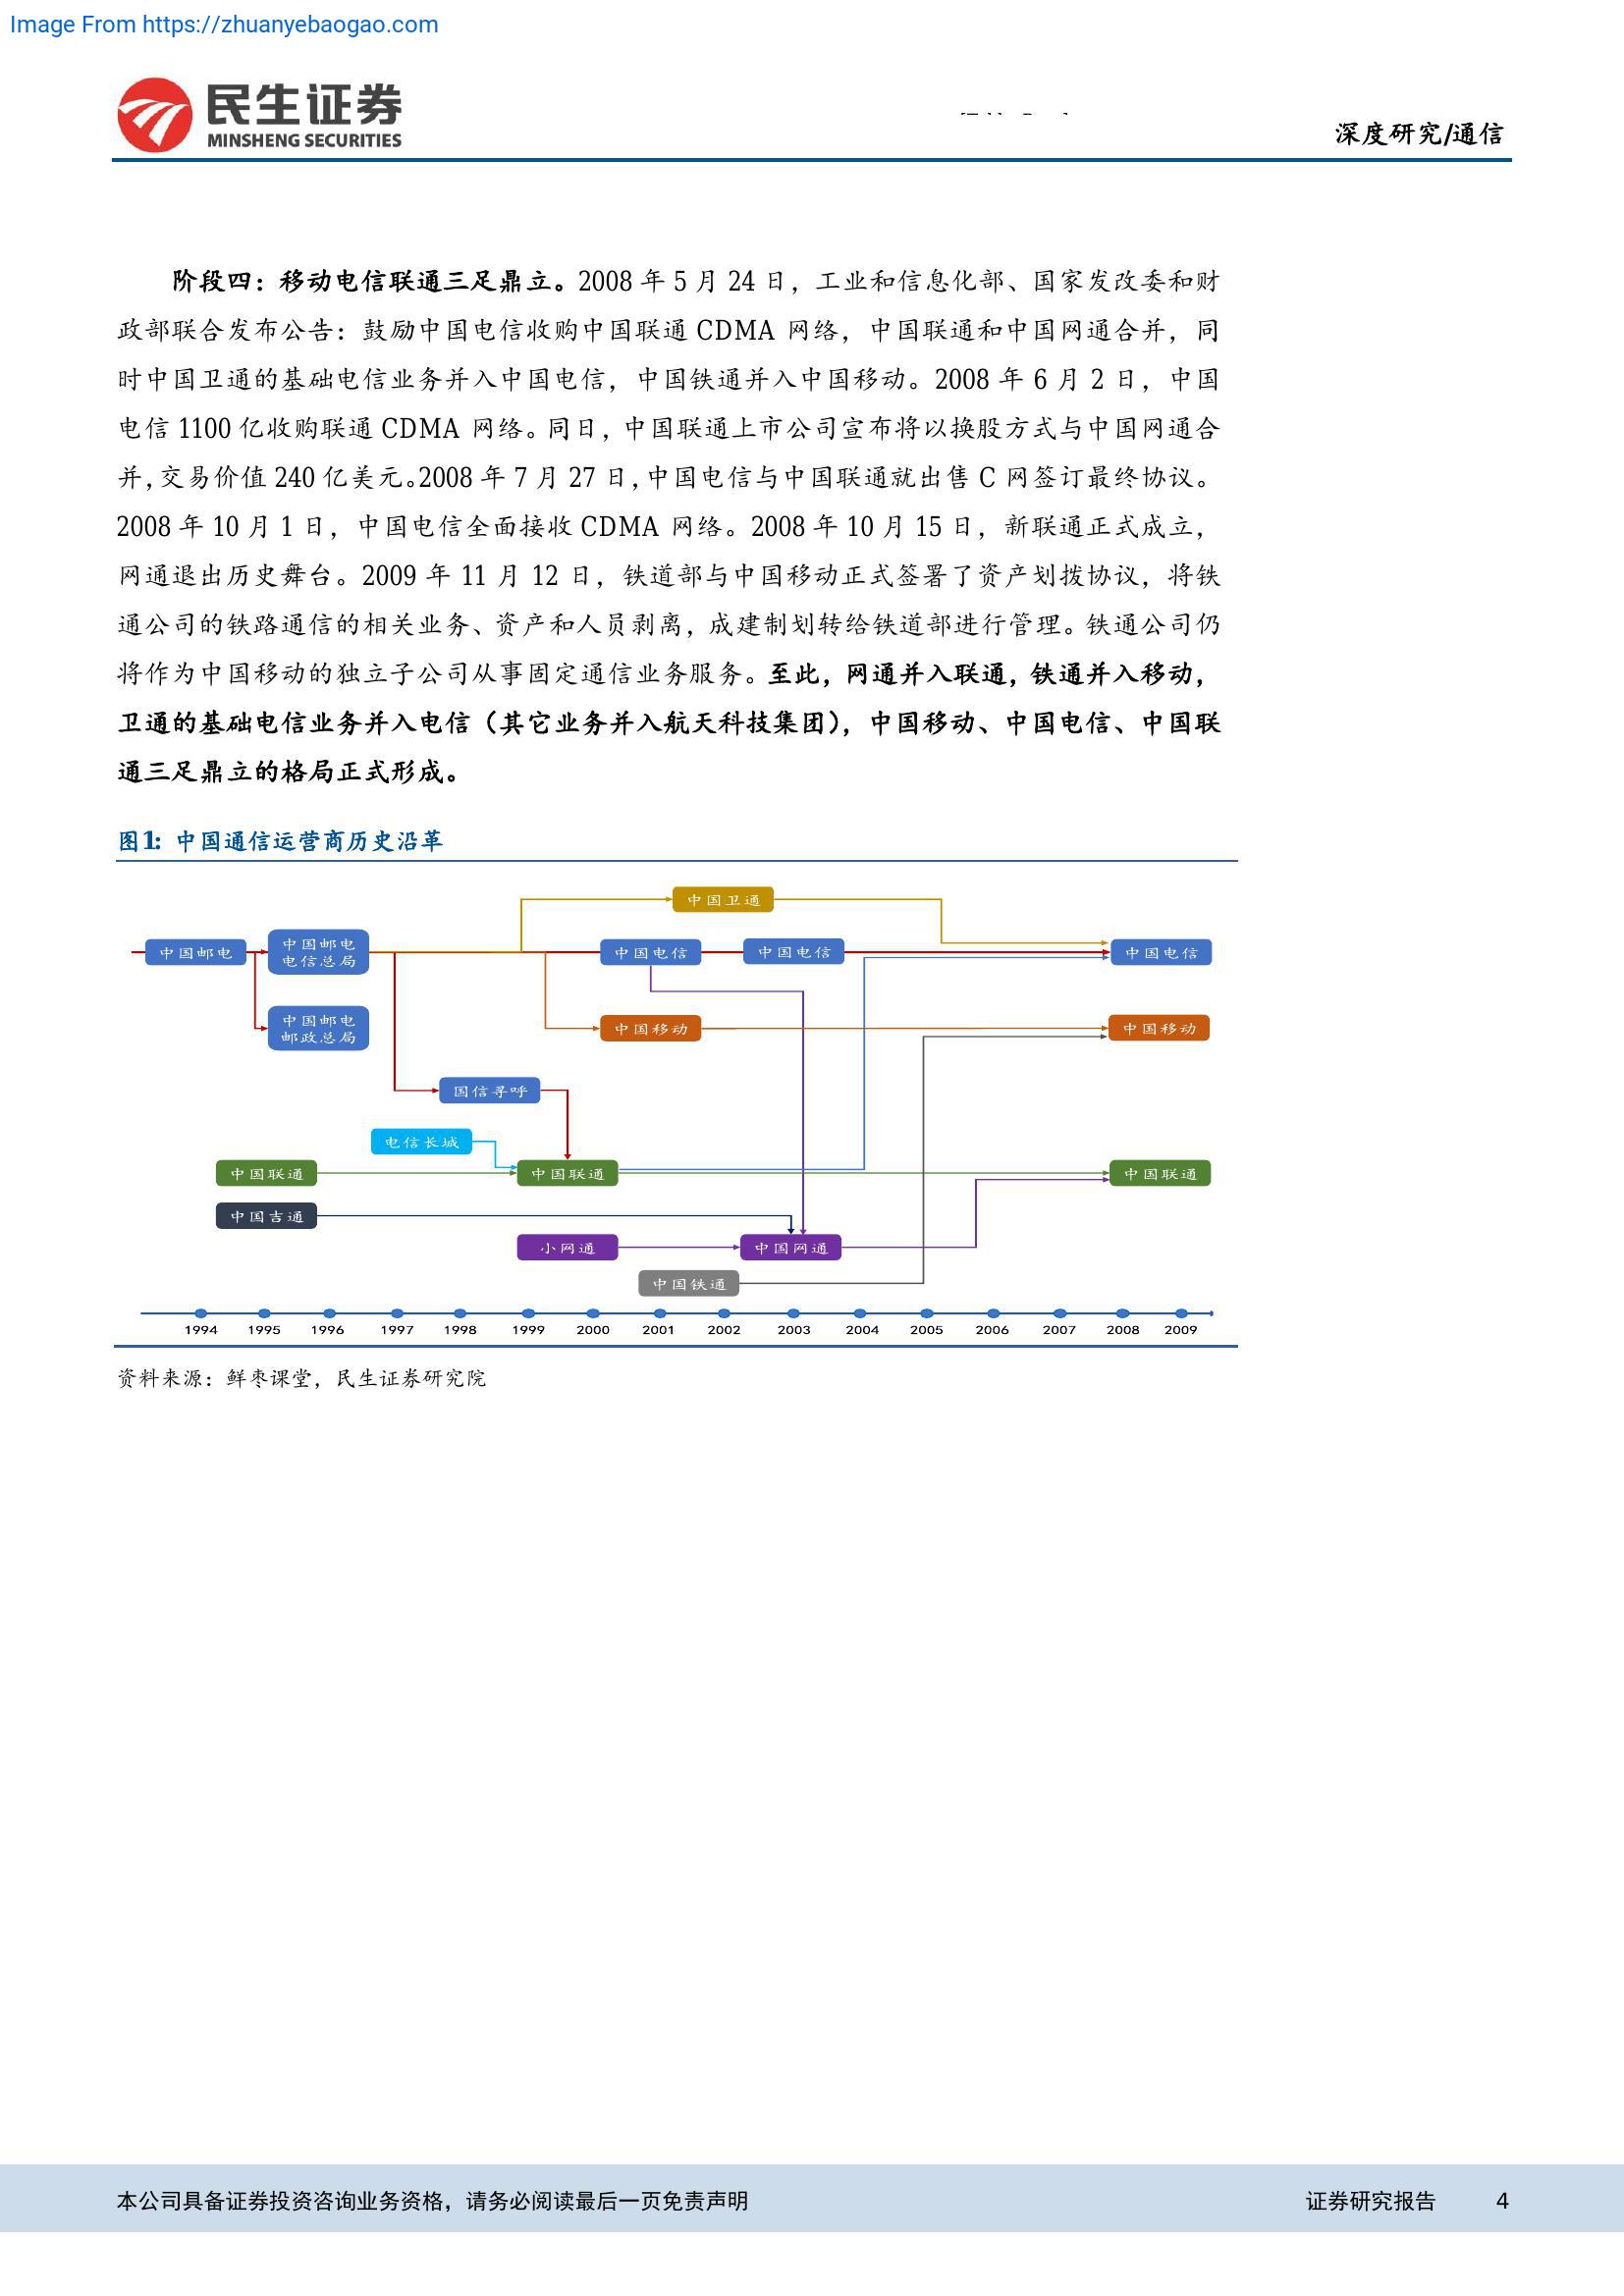 Image From https://zhuanyebaogao.com
民生证券
MINSHENG SECURITIES
深度研究/通信
阶段四：移动电信联通三足鼎立。2008 年 5 月 24 日，工业和信息化部、国家发改委和财
政部联合发布公告：鼓励中国电信收购中国联通 CDMA 网络，中国联通和中国网通合并，同
时中国卫通的基础电信业务并入中国电信，中国铁通并入中国移动。2008 年 6 月 2 日，中国
电信 1100 亿收购联通 CDMA 网络。同日，中国联通上市公司宣布将以换股方式与中国网通合
并，交易价值 240 亿美元。2008 年 7 月 27 日，中国电信与中国联通就出售 C 网签订最终协议。
2008 年 10 月 1 日，中国电信全面接收 CDMA 网络。2008 年 10 月 15 日，新联通正式成立，
网通退出历史舞台。2009 年 11 月 12 日，铁道部与中国移动正式签署了资产划拨协议，将铁
通公司的铁路通信的相关业务、资产和人员剥离，成建制划转给铁道部进行管理。铁通公司仍
将作为中国移动的独立子公司从事固定通信业务服务。至此，网通并入联通，铁通并入移动，
卫通的基础电信业务并入电信（其它业务并入航天科技集团），中国移动、中国电信、中国联
通三足鼎立的格局正式形成。
图1：中国通信运营商历史沿革
中国卫通
中国邮电
中国邮电
电信总局
中国电信
中国电信
中国电信
中国邮电
邮政总局
中国移动
中国移动
国信寻呼
电信长城
中国联通
中国联通
中国联通
中国吉通
小网通
中国网通
中国铁通
1994 1995 1996 1997 1998 1999 2000 2001 2002 2003 2004 2005 2006 2007 2008 2009
资料来源：鲜枣课堂，民生证券研究院
本公司具备证券投资咨询业务资格，请务必阅读最后一页免责声明
证券研究报告 4